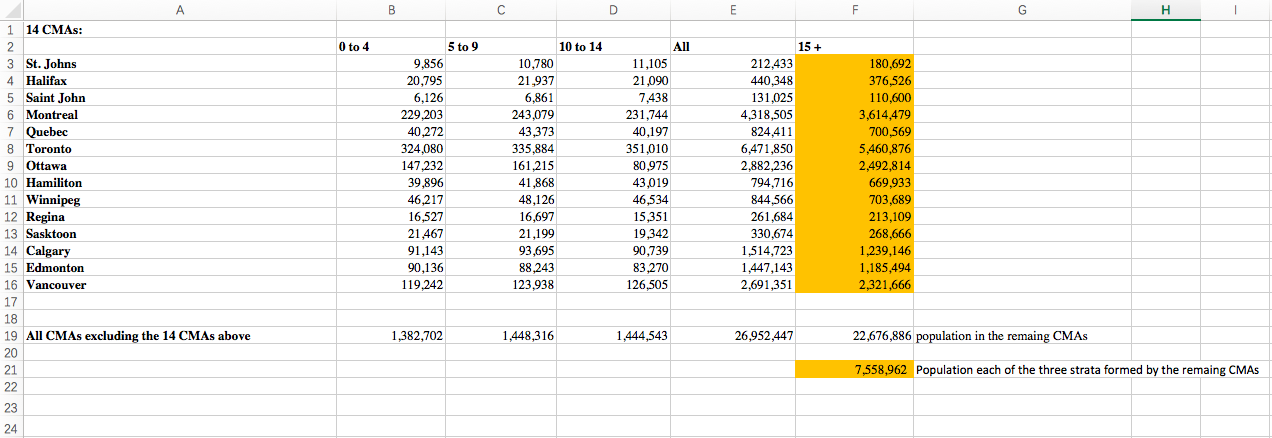 A B C D E F G H I
1 14 CMAs:
2 0 to 4 5 to 9 10 to 14 All 15 +
3 St. Johns 9,856 10,780 11,105 212,433 180,692
4 Halifax 20,795 21,937 21,090 440,348 376,526
5 Saint John 6,126 6,861 7,438 131,025 110,600
6 Montreal 229,203 243,079 231,744 4,318,505 3,614,479
7 Quebec 40,272 43,373 40,197 824,411 700,569
8 Toronto 324,080 335,884 351,010 6,471,850 5,460,876
9 Ottawa 147,232 161,215 80,975 2,882,236 2,492,814
10 Hamiliton 39,896 41,868 43,019 794,716 669,933
11 Winnipeg 46,217 48,126 46,534 844,566 703,689
12 Regina 16,527 16,697 15,351 261,684 213,109
13 Sasktoon 21,467 21,199 19,342 330,674 268,666
14 Calgary 91,143 93,695 90,739 1,514,723 1,239,146
15 Edmonton 90,136 88,243 83,270 1,447,143 1,185,494
16 Vancouver 119,242 123,938 126,505 2,691,351 2,321,666
17
18
19 All CMAs excluding the 14 CMAs above 1,382,702 1,448,316 1,444,543 26,952,447 22,676,886 population in the remaing CMAs
20
21 7,558,962 Population each of the three strata formed by the remaing CMAs
22
23
24